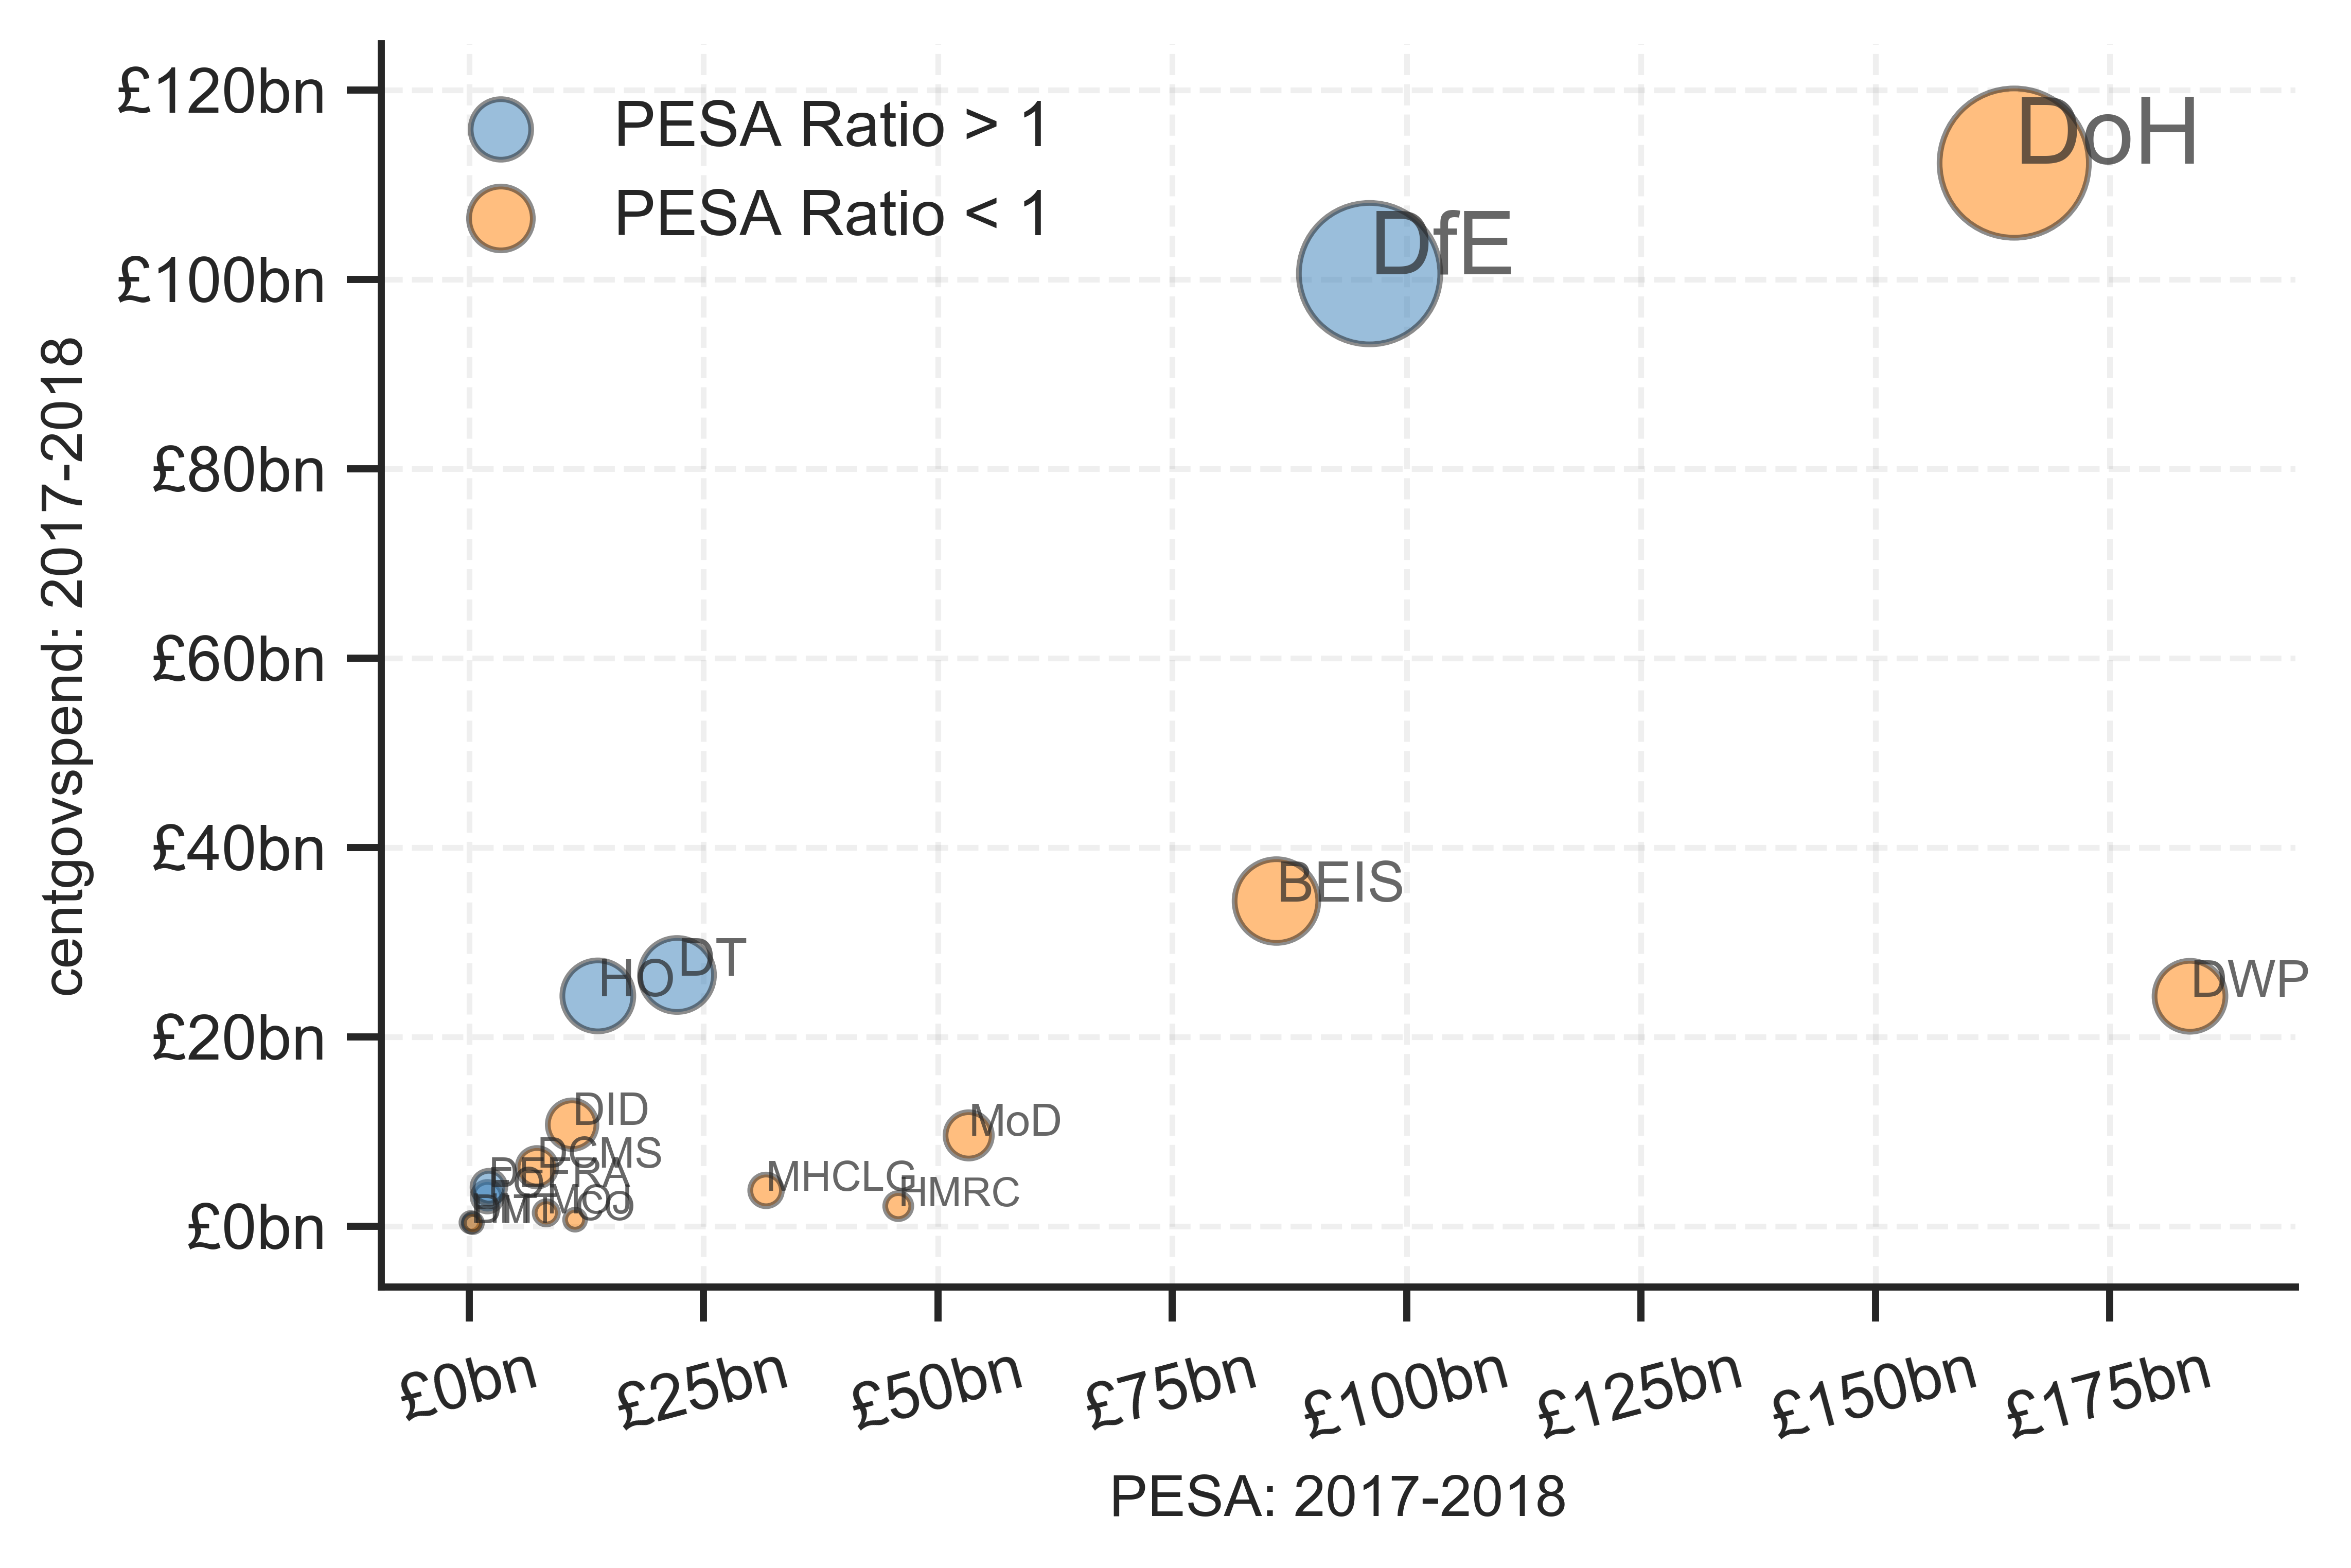 £120bn
£100bn
£80bn
£60bn
£40bn
£20bn
£0bn
centgovspend: 2017-2018
PESA Ratio > 1
PESA Ratio < 1
DoH
DfE
BEIS
DT
HO
DWP
DID
MoD
DCMS
DEFRA
MHCLG
HMRC
£0bn
£25bn
£50bn
£75bn
£100bn
£125bn
£150bn
£175bn
PESA: 2017-2018